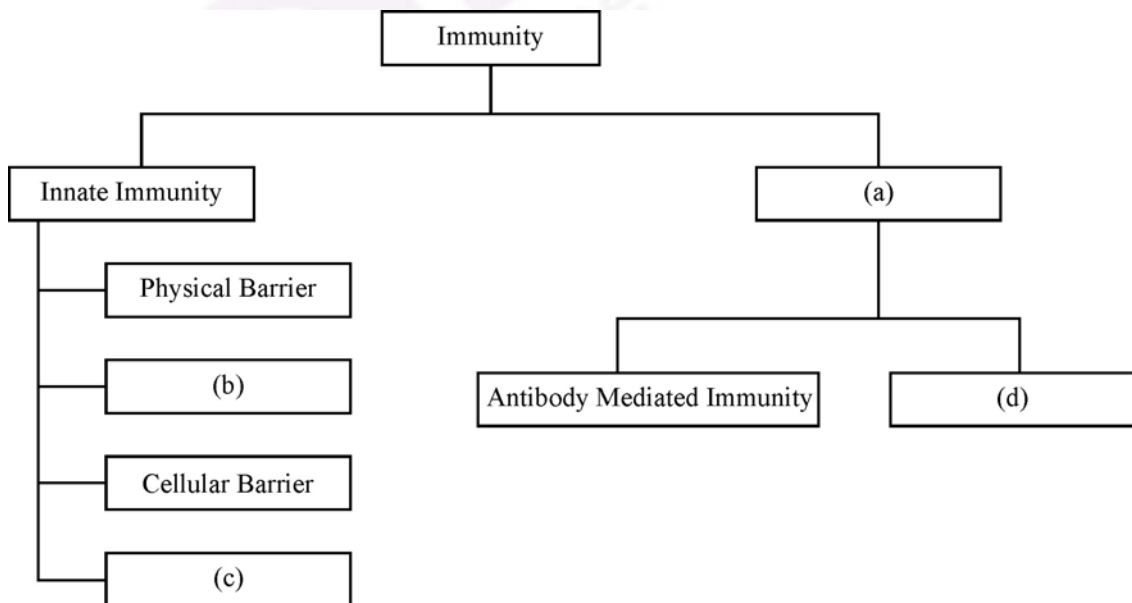 Immunity
Innate Immunity
(a)
Physical Barrier
(b)
Antibody Mediated Immunity
(d)
Cellular Barrier
(c)